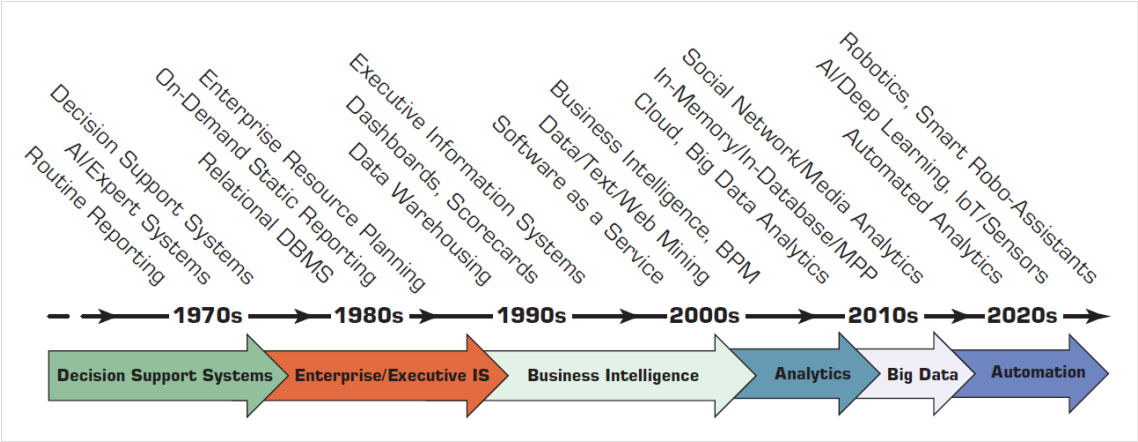 Routine Reporting
AI/Expert Systems
Decision Support Systems
Relational DBMS
On-Demand Static Reporting
Enterprise Resource Planning
Data Warehousing
Dashboards, Scorecards
Executive Information Systems
Software as a Service
Data/Text/Web Mining
Business Intelligence, BPM
Cloud, Big Data Analytics
In-Memory/In-Database/MPP
Social Network/Media Analytics
Automated Analytics
AI/Deep Learning, IoT/Sensors
Robotics, Smart Robo-Assistants
1970s
1980s
1990s
2000s
2010s
2020s
Decision Support Systems
Enterprise/Executive IS
Business Intelligence
Analytics
Big Data
Automation